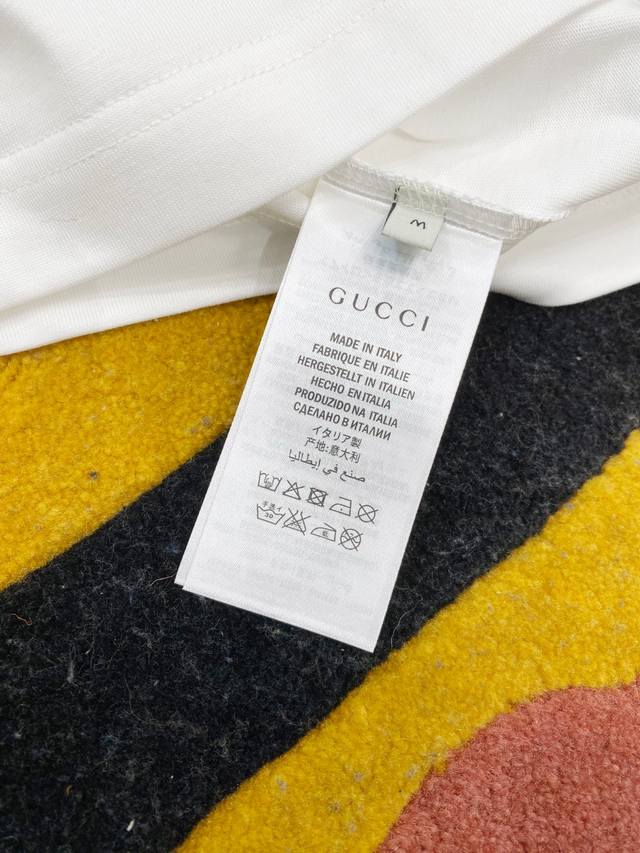 M
GUCCI
MADE IN ITALY
FABRIQUE EN ITALIE
HERGESTELLT IN ITALIEN
HECHO EN ITALIA
PRODUZIDO NA ITALIA
СДЕЛАНО В ИТАЛИИ
イタリア製
产地:意大利
صنع في إيطاليا